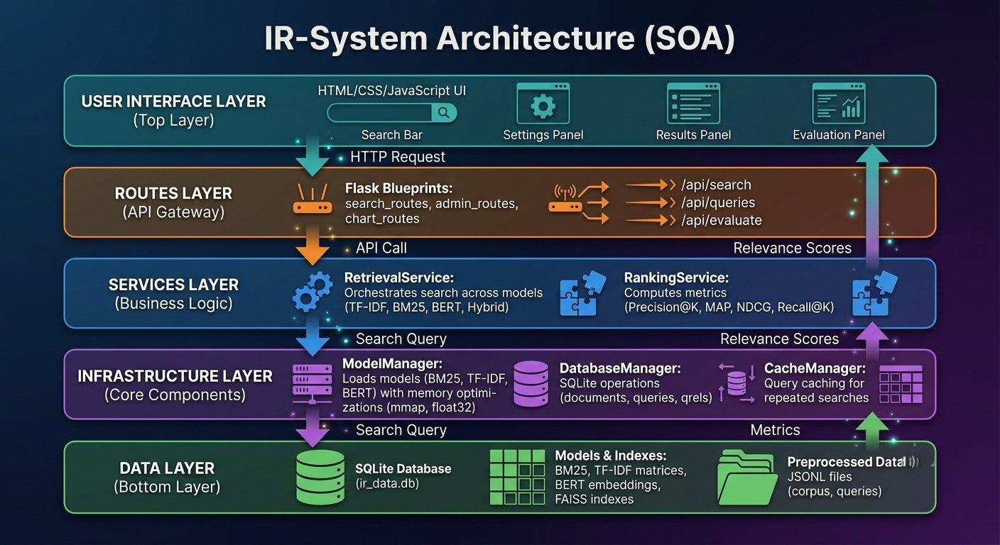 IR-System Architecture (SOA)
USER INTERFACE LAYER
(Top Layer)
HTML/CSS/JavaScript UI
Search Bar
Settings Panel
Results Panel
Evaluation Panel
HTTP Request
ROUTES LAYER
(API Gateway)
Flask Blueprints:
search_routes, admin_routes,
chart_routes
/api/search
/api/queries
/api/evaluate
API Call
Relevance Scores
SERVICES LAYER
(Business Logic)
RetrievalService:
Orchestrates search across models
(TF-IDF, BM25, BERT, Hybrid)
RankingService:
Computes metrics
(Precision@K, MAP, NDCG, Recall@K)
Search Query
Relevance Scores
INFRASTRUCTURE LAYER
(Core Components)
ModelManager:
Loads models (BM25, TF-IDF,
BERT) with memory optimi-
zations (mmap, float32)
DatabaseManager:
SQLite operations
(documents, queries, qrels)
CacheManager:
Query caching for
repeated searches
Search Query
Metrics
DATA LAYER
(Bottom Layer)
SQLite Database
(ir_data.db)
Models & Indexes:
BM25, TF-IDF matrices,
BERT embeddings,
FAISS indexes
Preprocessed Data
JSONL files
(corpus, queries)